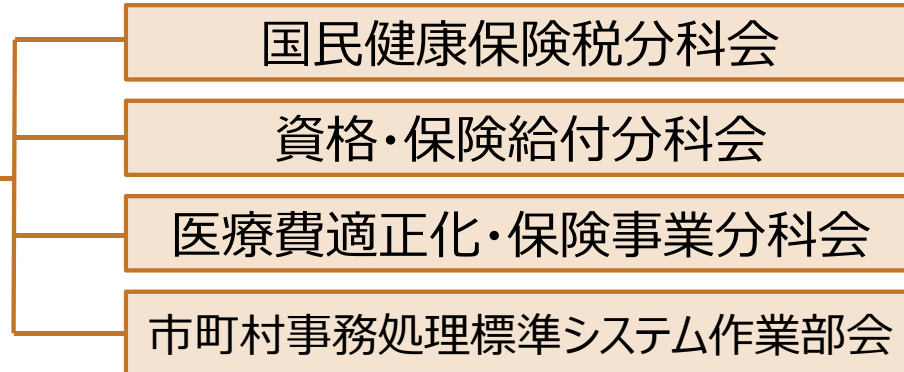 国民健康保険税分科会
資格・保険給付分科会
医療費適正化・保険事業分科会
市町村事務処理標準システム作業部会